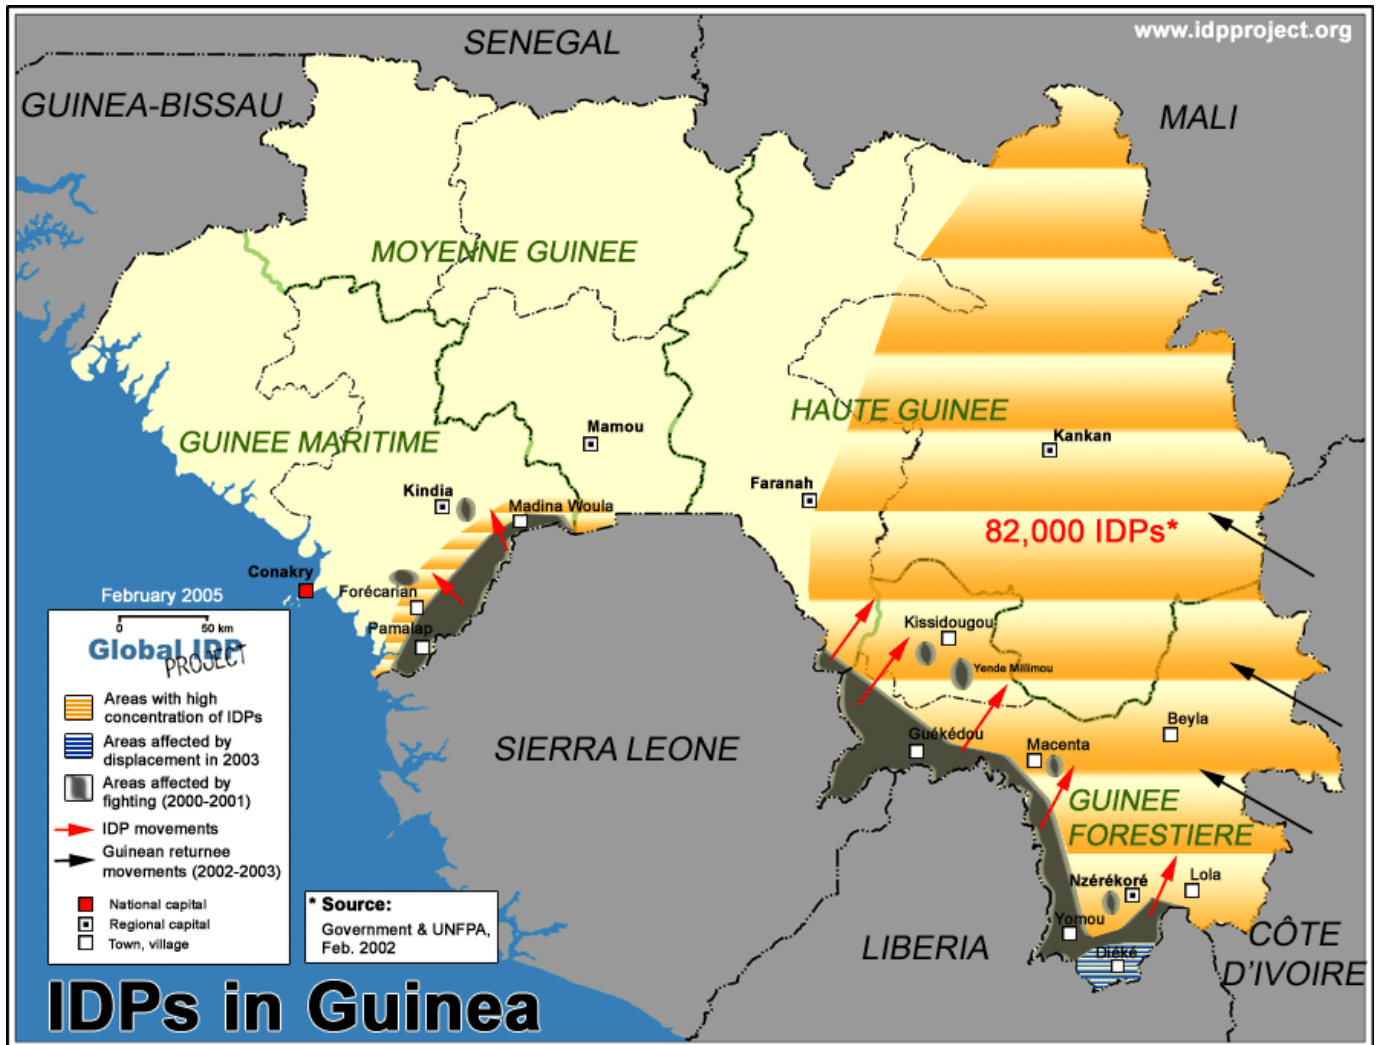 www.idpproject.org
SENEGAL
GUINEA-BISSAU
MALI
MOYENNE GUINEE
HAUTE GUINEE
GUINEE MARITIME
Mamou
Kankan
Kindia
Faranah
Madina Woula
82,000 IDPs*
Conakry
Forécariah
Pamalap
Kissidougou
Yende Millimou
Beyla
Guékédou
Macenta
SIERRA LEONE
GUINEE
FORESTIERE
Nzérékoré
Lola
Yomou
LIBERIA
Diéké
CÔTE
D'IVOIRE
February 2005
0 50 km
Global IDP
PROJECT
Areas with high
concentration of IDPs
Areas affected by
displacement in 2003
Areas affected by
fighting (2000-2001)
IDP movements
Guinean returnee
movements (2002-2003)
National capital
Regional capital
Town, village
* Source:
Government & UNFPA,
Feb. 2002
IDPs in Guinea